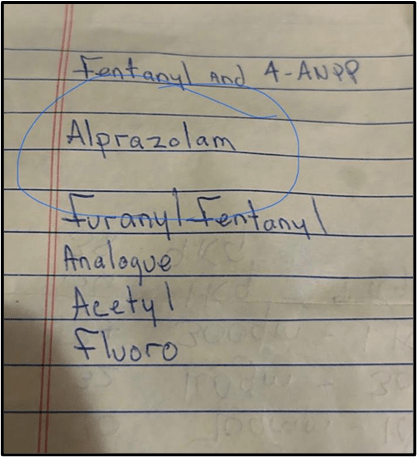 Fentanyl AND 4-ANPP
Alprazolam
Furanyl-Fentanyl
Analogue
Acetyl
Fluoro